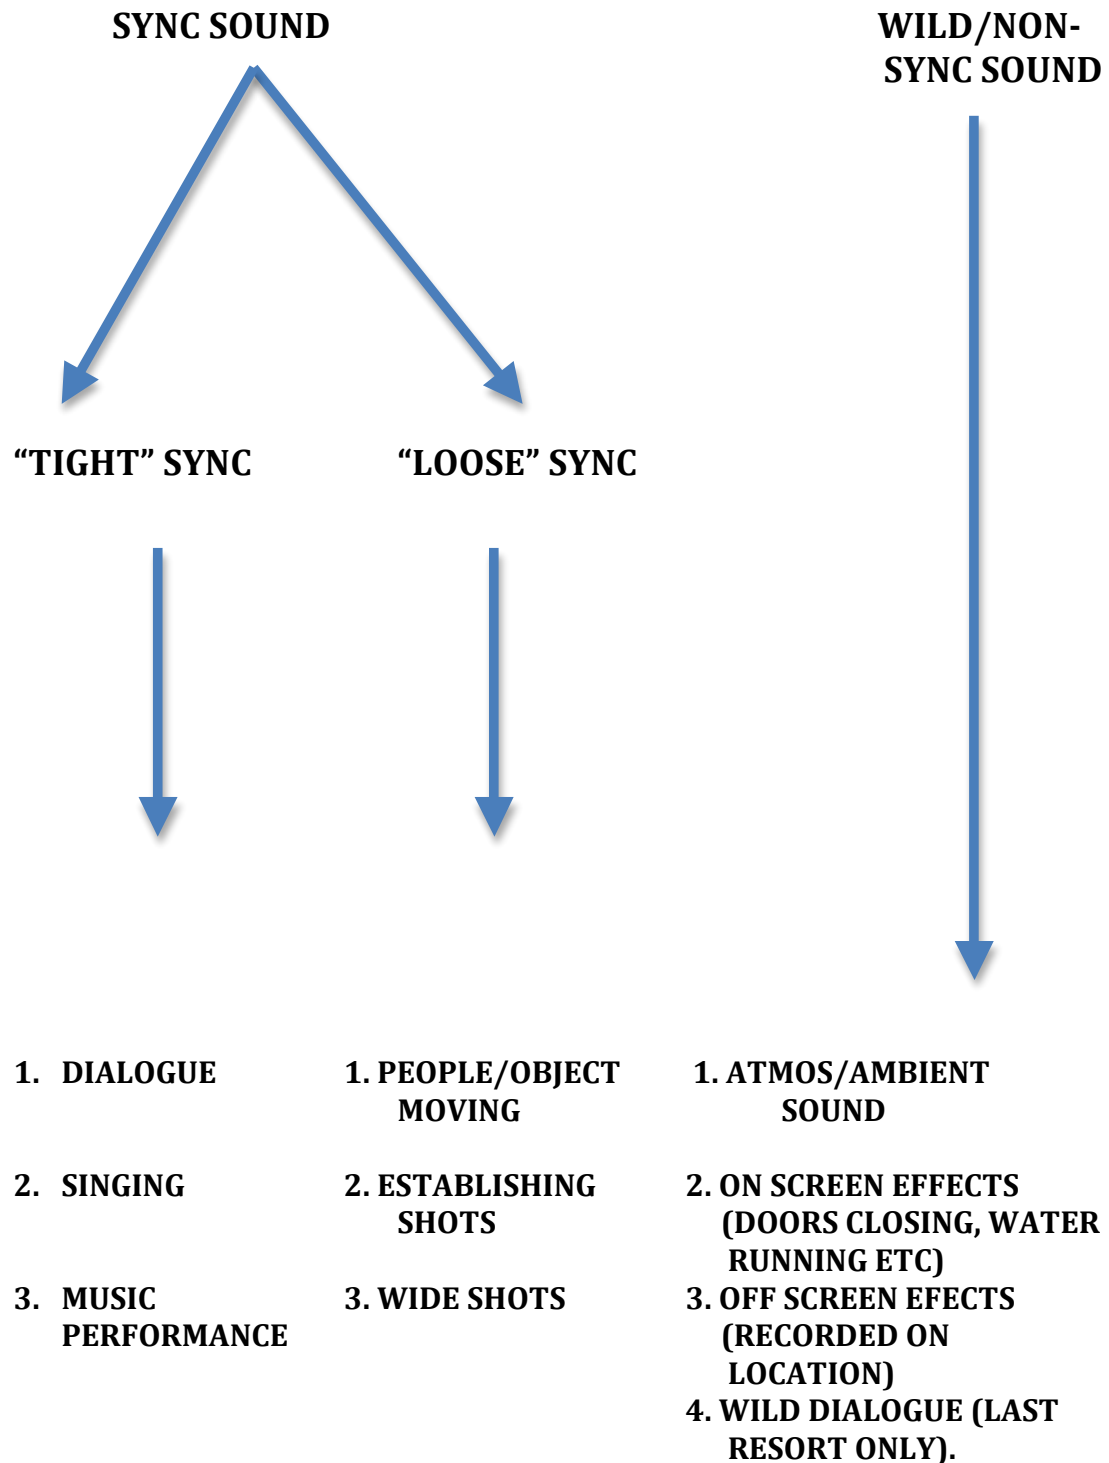 SYNC SOUND
WILD/NON-
SYNC SOUND
“TIGHT” SYNC
“LOOSE” SYNC
1. DIALOGUE
2. SINGING
3. MUSIC
PERFORMANCE
1. PEOPLE/OBJECT
MOVING
2. ESTABLISHING
SHOTS
3. WIDE SHOTS
1. ATMOS/AMBIENT
SOUND
2. ON SCREEN EFFECTS
(DOORS CLOSING, WATER
RUNNING ETC)
3. OFF SCREEN EFECTS
(RECORDED ON
LOCATION)
4. WILD DIALOGUE (LAST
RESORT ONLY).